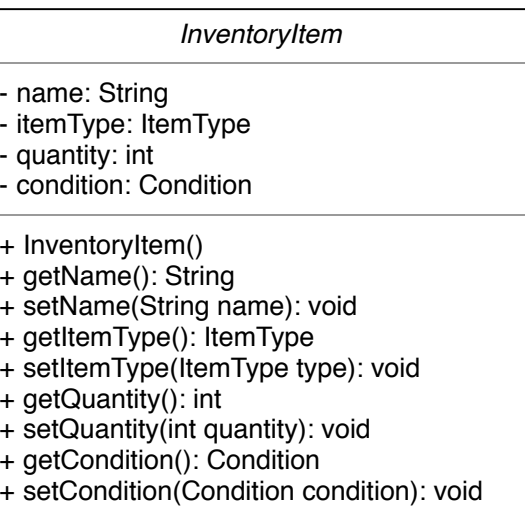 InventoryItem
- name: String
- itemType: ItemType
- quantity: int
- condition: Condition
+ InventoryItem()
+ getName(): String
+ setName(String name): void
+ getItemType(): ItemType
+ setItemType(ItemType type): void
+ getQuantity(): int
+ setQuantity(int quantity): void
+ getCondition(): Condition
+ setCondition(Condition condition): void